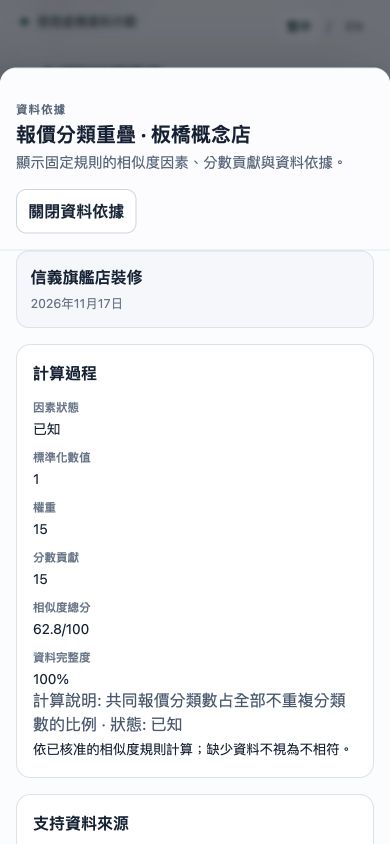 資料依據
報價分類重疊 · 板橋概念店
顯示固定規則的相似度因素、分數貢獻與資料依據。
關閉資料依據
信義旗艦店裝修
2026年11月17日
計算過程
因素狀態
已知
標準化數值
1
權重
15
分數貢獻
15
相似度總分
62.8/100
資料完整度
100%
計算說明: 共同報價分類數占全部不重複分類
數的比例 · 狀態: 已知
依已核准的相似度規則計算；缺少資料不視為不相符。
支持資料來源